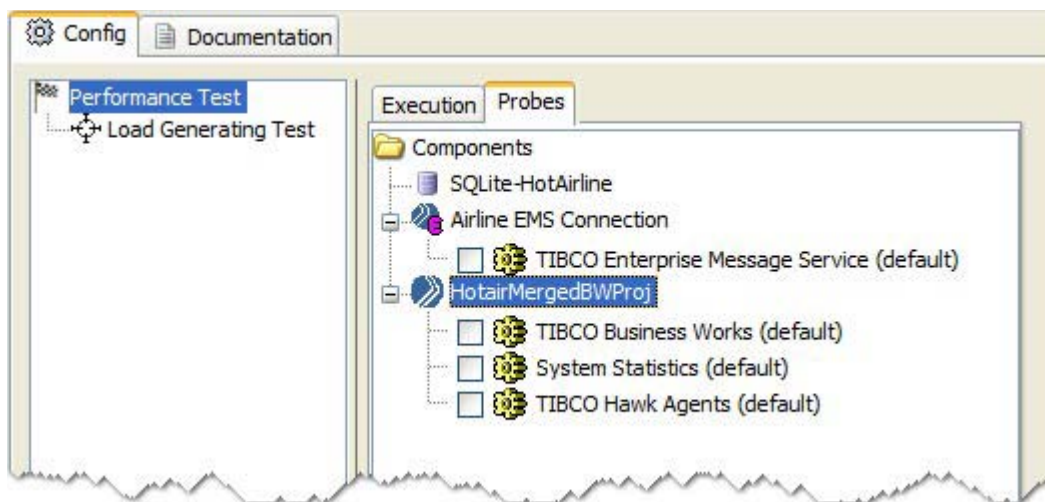 Config Documentation
Performance Test
Load Generating Test
Execution Probes
Components
SQLite-HotAirline
Airline EMS Connection
TIBCO Enterprise Message Service (default)
HotairMergedBWProj
TIBCO Business Works (default)
System Statistics (default)
TIBCO Hawk Agents (default)